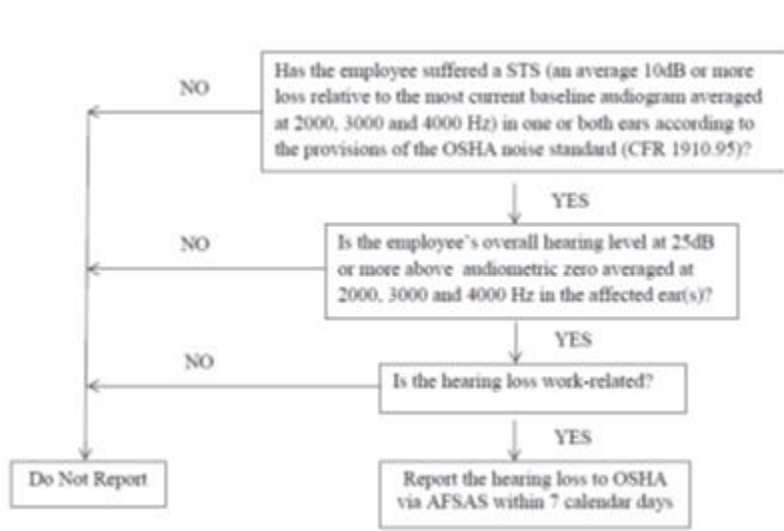 NO
Has the employee suffered a STS (an average 10dB or more
loss relative to the most current baseline audiogram averaged
at 2000, 3000 and 4000 Hz) in one or both ears according to
the provisions of the OSHA noise standard (CFR 1910.95)?
YES
NO
Is the employee's overall hearing level at 25dB
or more above audiometric zero averaged at
2000, 3000 and 4000 Hz in the affected ear(s)?
YES
NO
Is the hearing loss work-related?
YES
Do Not Report
Report the hearing loss to OSHA
via AFSAS within 7 calendar days